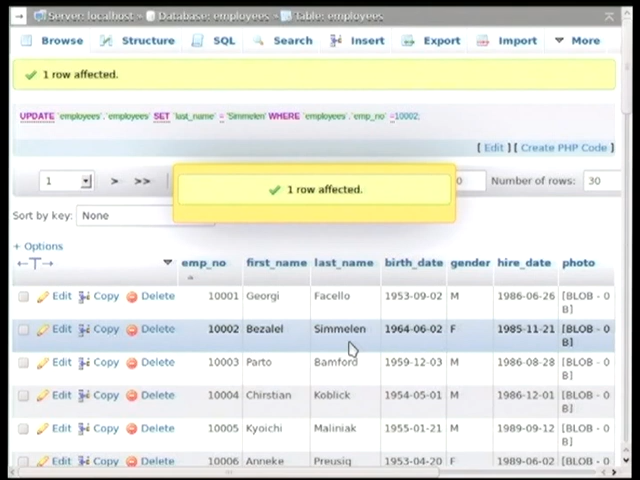 Server: localhost » Database: employees » Table: employees
Browse Structure SQL Search Insert Export Import More
1 row affected.
UPDATE `employees`.`employees` SET `last_name` = 'Simmelen' WHERE `employees`.`emp_no` =10002;
[ Edit ] [ Create PHP Code ]
1 > >> 0 Number of rows: 30
1 row affected.
Sort by key: None
+ Options
←T→ emp_no first_name last_name birth_date gender hire_date photo
Edit Copy Delete 10001 Georgi Facello 1953-09-02 M 1986-06-26 [BLOB - 0
B]
Edit Copy Delete 10002 Bezalel Simmelen 1964-06-02 F 1985-11-21 [BLOB - 0
B]
Edit Copy Delete 10003 Parto Bamford 1959-12-03 M 1986-08-28 [BLOB - 0
B]
Edit Copy Delete 10004 Chirstian Koblick 1954-05-01 M 1986-12-01 [BLOB - 0
B]
Edit Copy Delete 10005 Kyoichi Maliniak 1955-01-21 M 1989-09-12 [BLOB - 0
B]
Edit Copy Delete 10006 Anneke Preusig 1953-04-20 F 1989-06-02 [BLOB - 0